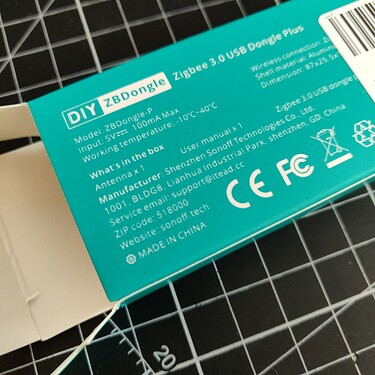 DIY ZBDongle Zigbee 3.0 USB Dongle Plus
Model: ZBDongle-P
Input: 5V⎓ 100mA Max
Working temperature: -10℃~40℃
Wireless connection:
Shell material:
Dimension: 87x25.5
What's in the box
Antenna x 1
User manual x 1
Zigbee 3.0 USB dongle
Manufacturer: Shenzhen Sonoff Technologies Co., Ltd.
1001, BLDG8, Lianhua Industrial Park, shenzhen, GD, China
Service email: support@itead.cc
ZIP code: 518000
Website: sonoff.tech
MADE IN CHINA
CE FC
20